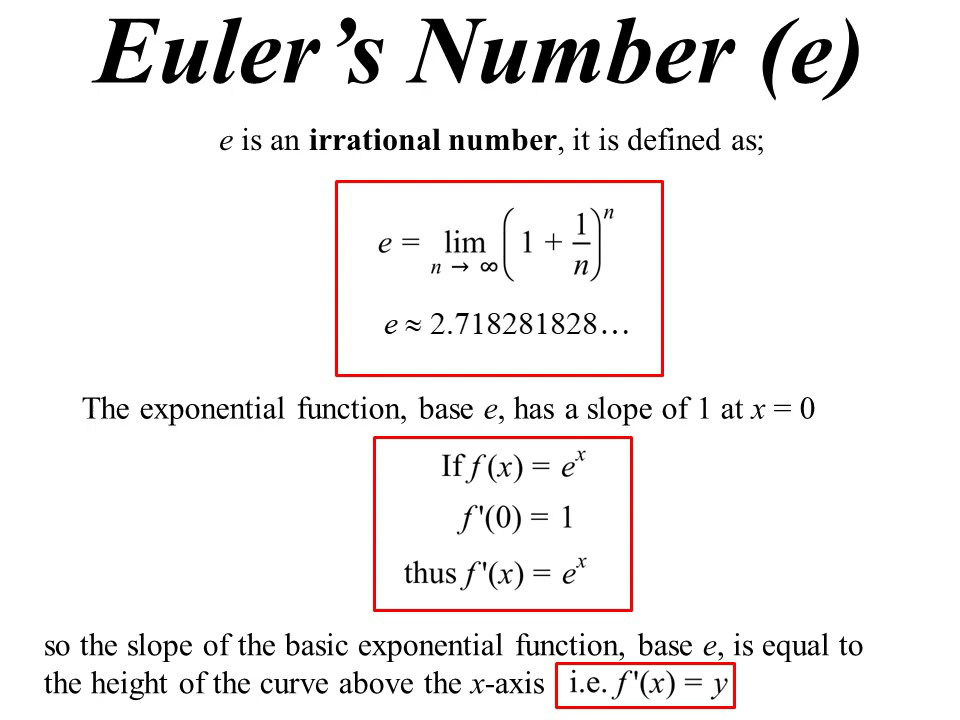 Euler’s Number (e)
e is an irrational number, it is defined as;
e = lim n → ∞ (1 + 1/n)^n
e ≈ 2.718281828…
The exponential function, base e, has a slope of 1 at x = 0
If f (x) = e^x
f '(0) = 1
thus f '(x) = e^x
so the slope of the basic exponential function, base e, is equal to
the height of the curve above the x-axis i.e. f '(x) = y